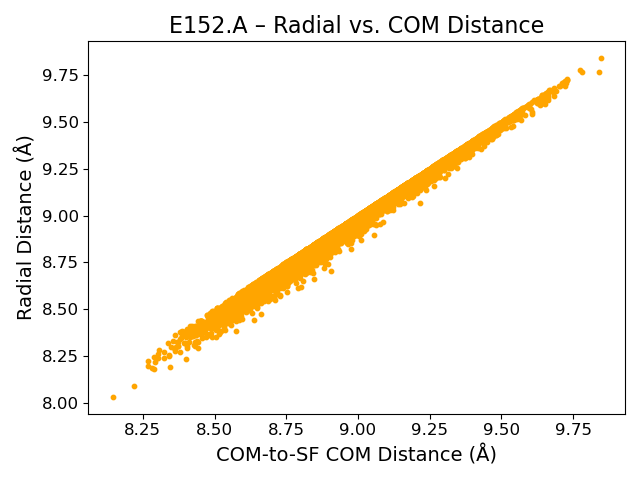 E152.A – Radial vs. COM Distance
Radial Distance (Å)
9.75
9.50
9.25
9.00
8.75
8.50
8.25
8.00
8.25 8.50 8.75 9.00 9.25 9.50 9.75
COM-to-SF COM Distance (Å)